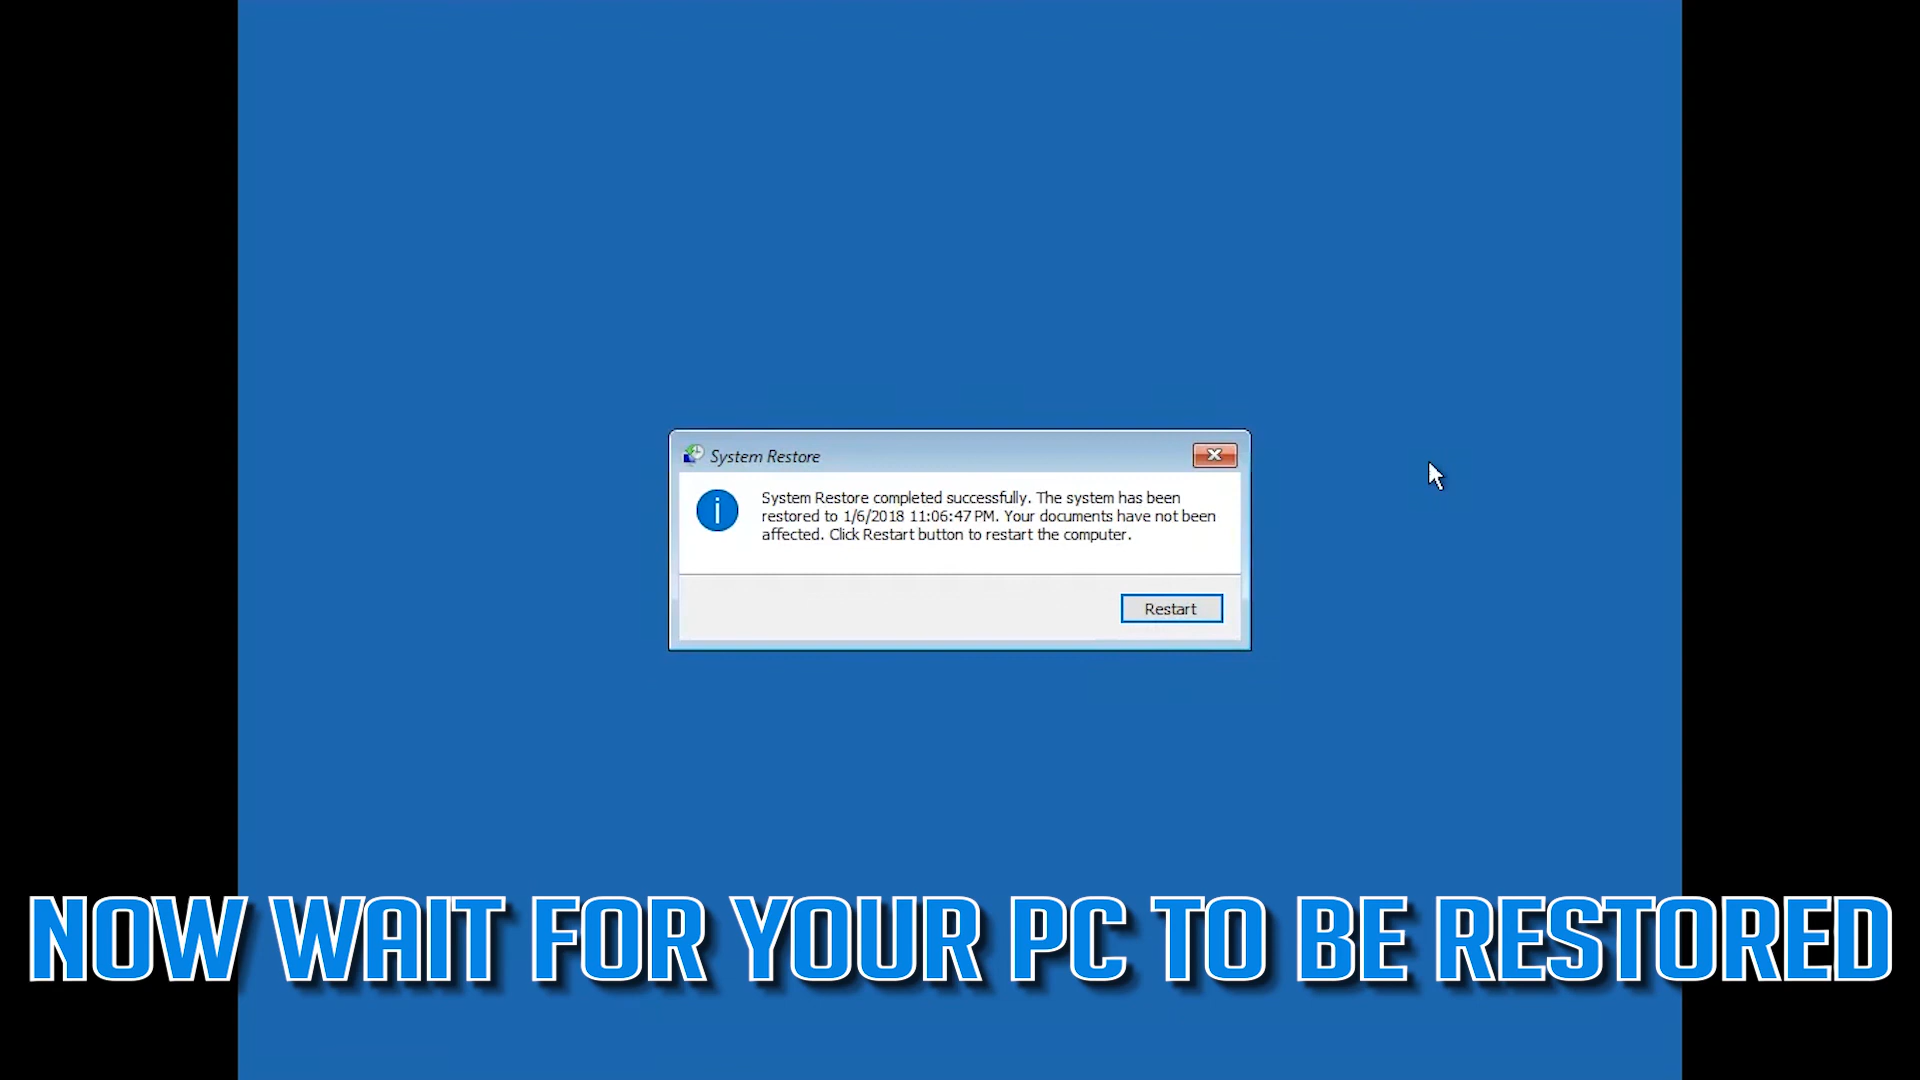 System Restore
System Restore completed successfully. The system has been
restored to 1/6/2018 11:06:47 PM. Your documents have not been
affected. Click Restart button to restart the computer.
Restart
NOW WAIT FOR YOUR PC TO BE RESTORED